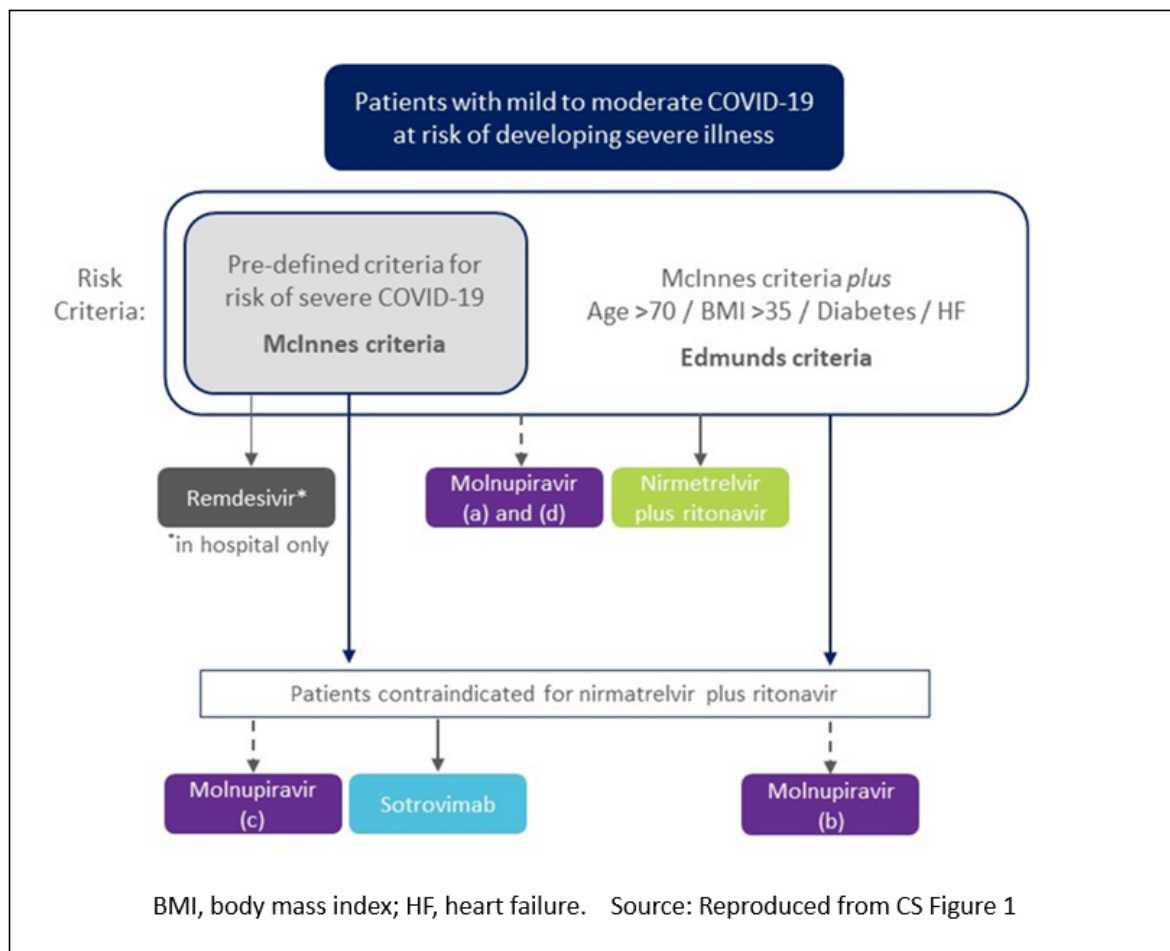 Patients with mild to moderate COVID-19
at risk of developing severe illness
Risk
Criteria:
Pre-defined criteria for
risk of severe COVID-19
McInnes criteria
McInnes criteria plus
Age >70 / BMI >35 / Diabetes / HF
Edmunds criteria
Remdesivir*
*in hospital only
Molnupiravir
(a) and (d)
Nirmetrelvir
plus ritonavir
Patients contraindicated for nirmatrelvir plus ritonavir
Molnupiravir
(c)
Sotrovimab
Molnupiravir
(b)
BMI, body mass index; HF, heart failure. Source: Reproduced from CS Figure 1